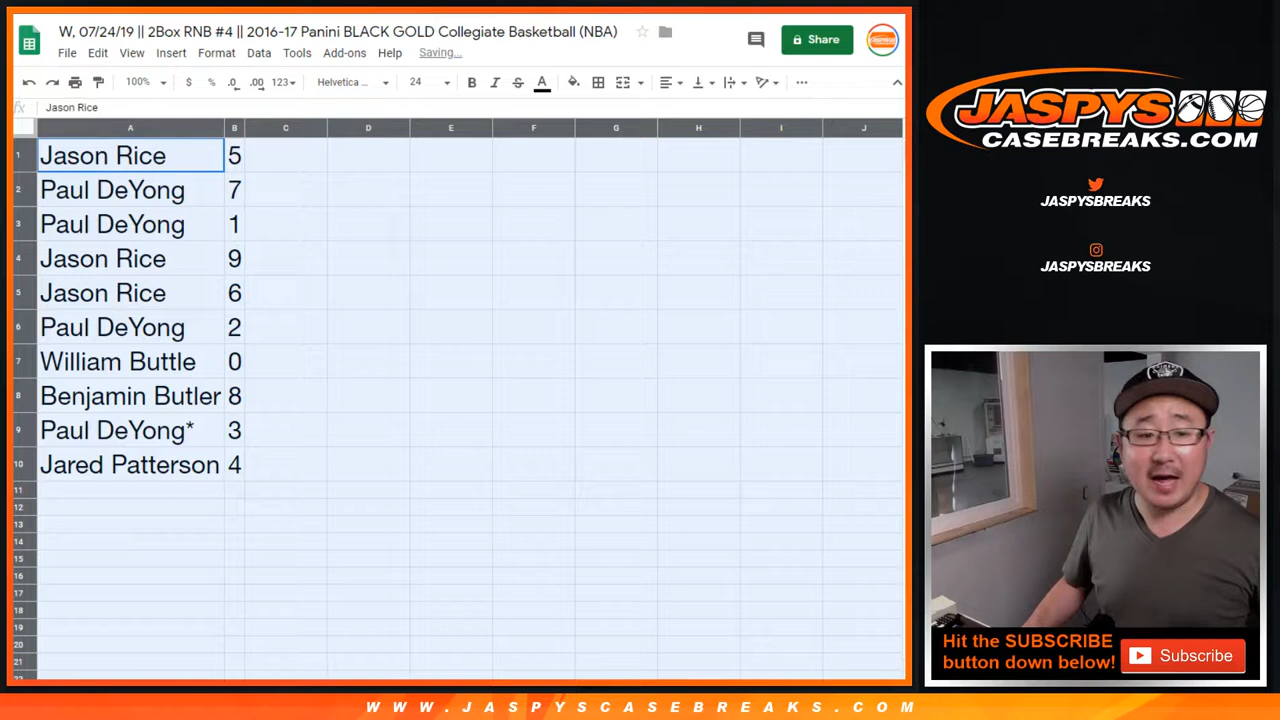 W, 07/24/19 || 2Box RNB #4 || 2016-17 Panini BLACK GOLD Collegiate Basketball (NBA)
File Edit View Insert Format Data Tools Add-ons Help Saving...
Share
100% $ % .0 .00 123 Helvetica ... 24 B I S A
fx Jason Rice
A B C D E F G H I J
1 Jason Rice 5
2 Paul DeYong 7
3 Paul DeYong 1
4 Jason Rice 9
5 Jason Rice 6
6 Paul DeYong 2
7 William Buttle 0
8 Benjamin Butler 8
9 Paul DeYong* 3
10 Jared Patterson 4
11
12
13
14
15
16
17
18
19
20
21
JASPYS
CASEBREAKS.COM
JASPYSBREAKS
JASPYSBREAKS
Hit the SUBSCRIBE
button down below!
Subscribe
WWW.JASPYSCASEBREAKS.COM